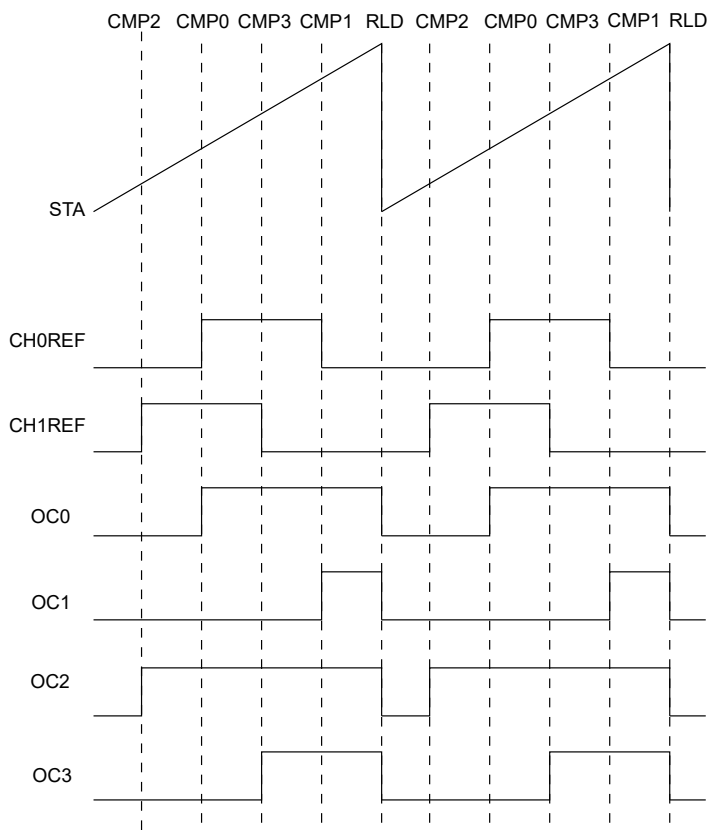 CMP2 CMP0 CMP3 CMP1 RLD CMP2 CMP0 CMP3 CMP1 RLD
STA
CH0REF
CH1REF
OC0
OC1
OC2
OC3